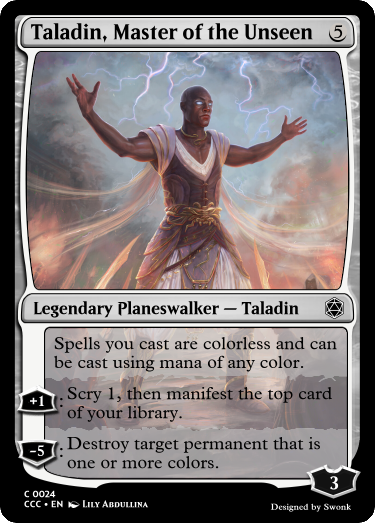 Taladin, Master of the Unseen 5
Legendary Planeswalker — Taladin
Spells you cast are colorless and can
be cast using mana of any color.
+1: Scry 1, then manifest the top card
of your library.
-5: Destroy target permanent that is
one or more colors.
3
C 0024
CCC • EN Lily Abdullina
Designed by Swonk